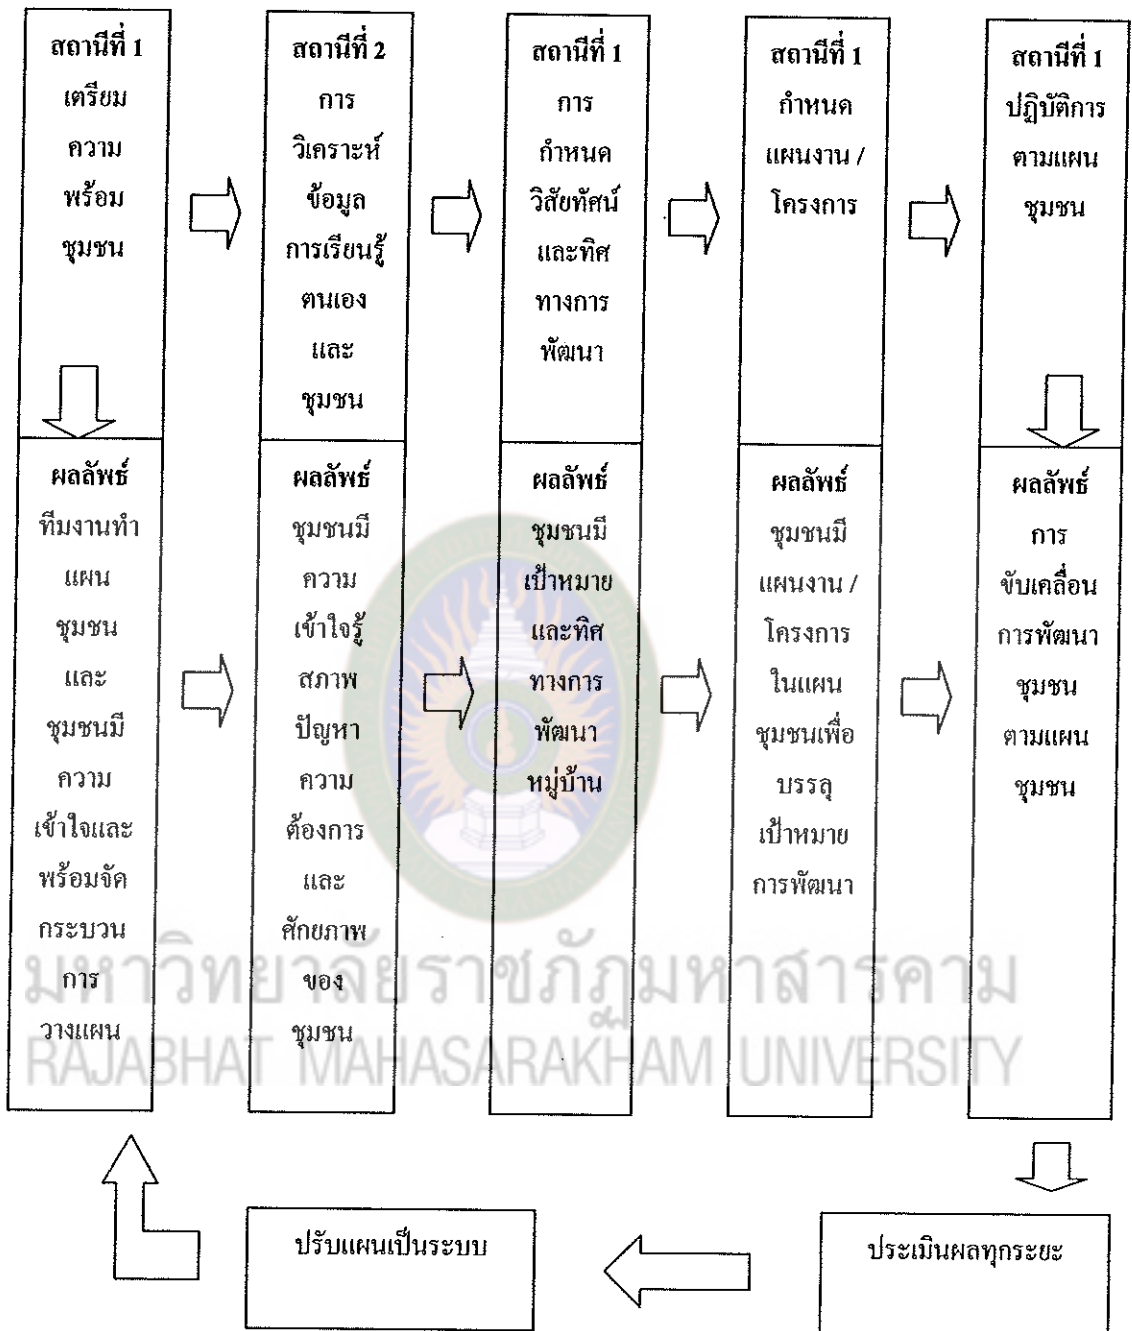 สถานีที่ 1
เตรียม
ความ
พร้อม
ชุมชน
สถานีที่ 2
การ
วิเคราะห์
ข้อมูล
การเรียนรู้
ตนเอง
และ
ชุมชน
สถานีที่ 1
การ
กำหนด
วิสัยทัศน์
และทิศ
ทางการ
พัฒนา
สถานีที่ 1
กำหนด
แผนงาน /
โครงการ
สถานีที่ 1
ปฏิบัติการ
ตามแผน
ชุมชน
ผลลัพธ์
ทีมงานทำ
แผน
ชุมชน
และ
ชุมชนมี
ความ
เข้าใจและ
พร้อมจัด
กระบวน
การ
วางแผน
ผลลัพธ์
ชุมชนมี
ความ
เข้าใจรู้
สภาพ
ปัญหา
ความ
ต้องการ
และ
ศักยภาพ
ของ
ชุมชน
ผลลัพธ์
ชุมชนมี
เป้าหมาย
และทิศ
ทางการ
พัฒนา
หมู่บ้าน
ผลลัพธ์
ชุมชนมี
แผนงาน /
โครงการ
ในแผน
ชุมชนเพื่อ
บรรลุ
เป้าหมาย
การพัฒนา
ผลลัพธ์
การ
ขับเคลื่อน
การพัฒนา
ชุมชน
ตามแผน
ชุมชน
มหาวิทยาลัยราชภัฏมหาสารคาม
RAJABHAT MAHASARAKHAM UNIVERSITY
ปรับแผนเป็นระบบ
ประเมินผลทุกระยะ